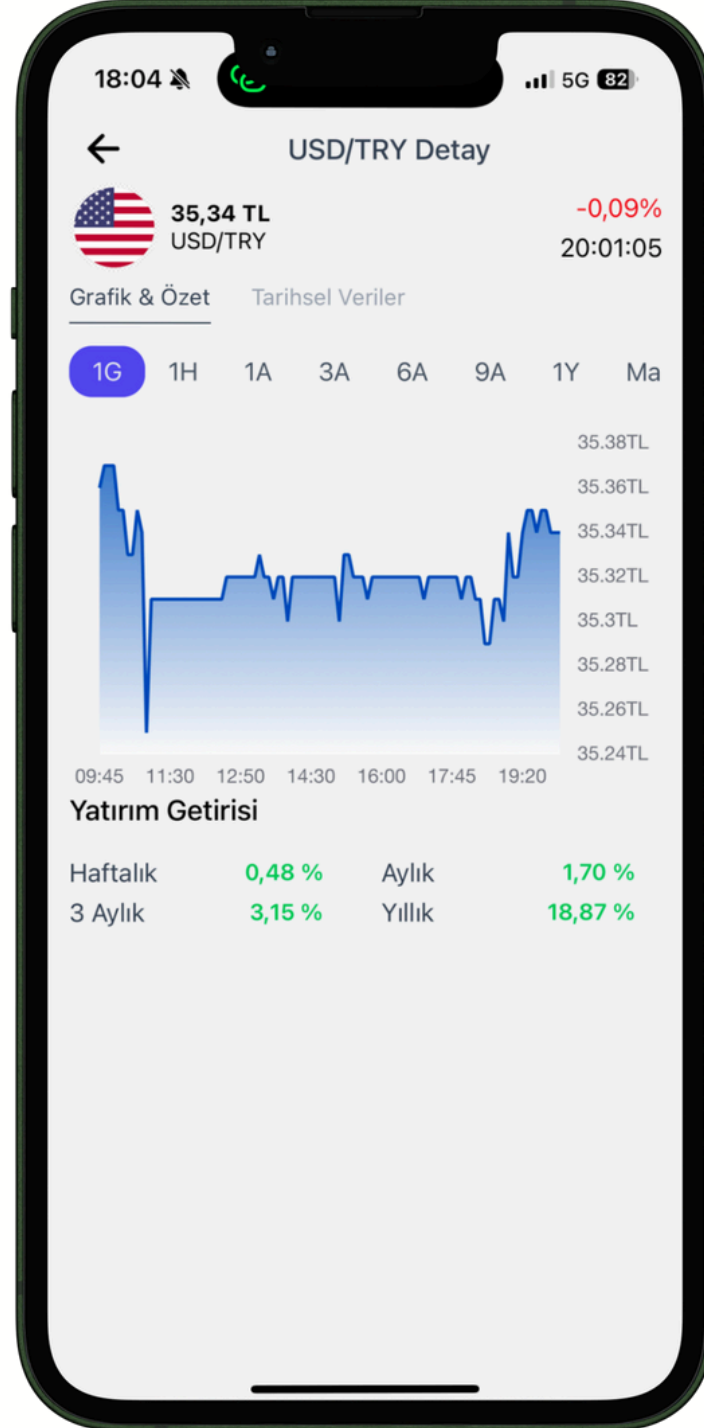 18:04 5G 82
USD/TRY Detay
35,34 TL -0,09%
USD/TRY 20:01:05
Grafik & Özet Tarihsel Veriler
1G 1H 1A 3A 6A 9A 1Y Ma
35.38TL
35.36TL
35.34TL
35.32TL
35.3TL
35.28TL
35.26TL
35.24TL
09:45 11:30 12:50 14:30 16:00 17:45 19:20
Yatırım Getirisi
Haftalık 0,48 % Aylık 1,70 %
3 Aylık 3,15 % Yıllık 18,87 %